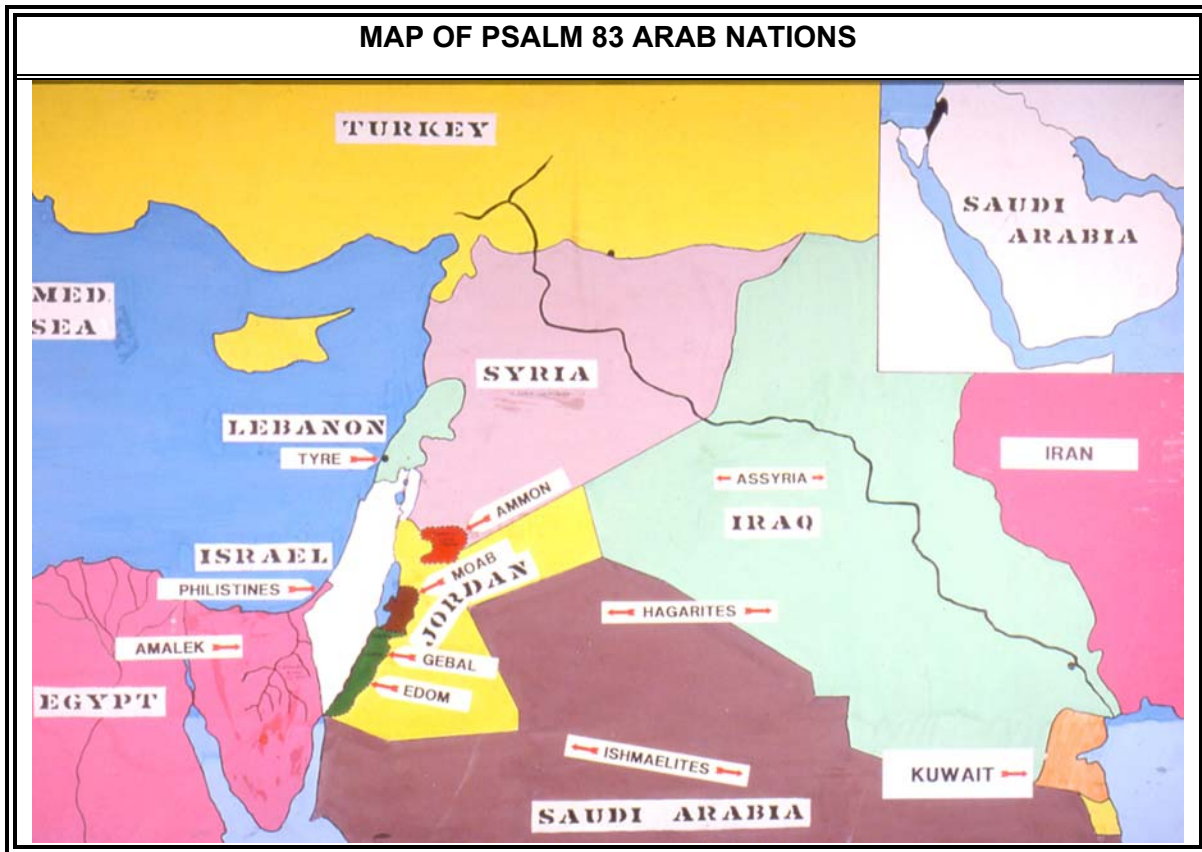 MAP OF PSALM 83 ARAB NATIONS
TURKEY
SAUDI
ARABIA
MED.
SEA
SYRIA
LEBANON
TYRE
IRAN
ASSYRIA
AMMON
IRAQ
ISRAEL
MOAB
PHILISTINES
JORDAN
HAGARITES
AMALEK
GEBAL
EDOM
EGYPT
ISHMAELITES
KUWAIT
SAUDI ARABIA